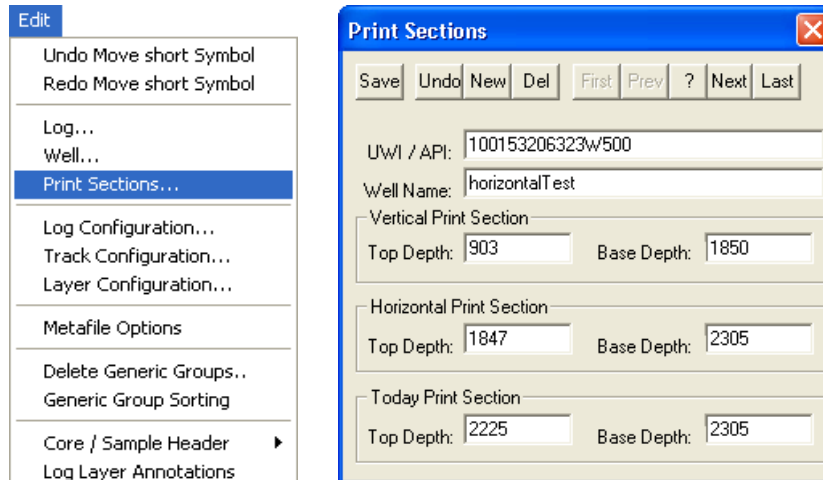 Edit
Undo Move short Symbol
Redo Move short Symbol
Log...
Well...
Print Sections...
Log Configuration...
Track Configuration...
Layer Configuration...
Metafile Options
Delete Generic Groups..
Generic Group Sorting
Core / Sample Header
Log Layer Annotations
Print Sections
Save Undo New Del First Prev ? Next Last
UWI / API: 100153206323W500
Well Name: horizontalTest
Vertical Print Section
Top Depth: 903 Base Depth: 1850
Horizontal Print Section
Top Depth: 1847 Base Depth: 2305
Today Print Section
Top Depth: 2225 Base Depth: 2305